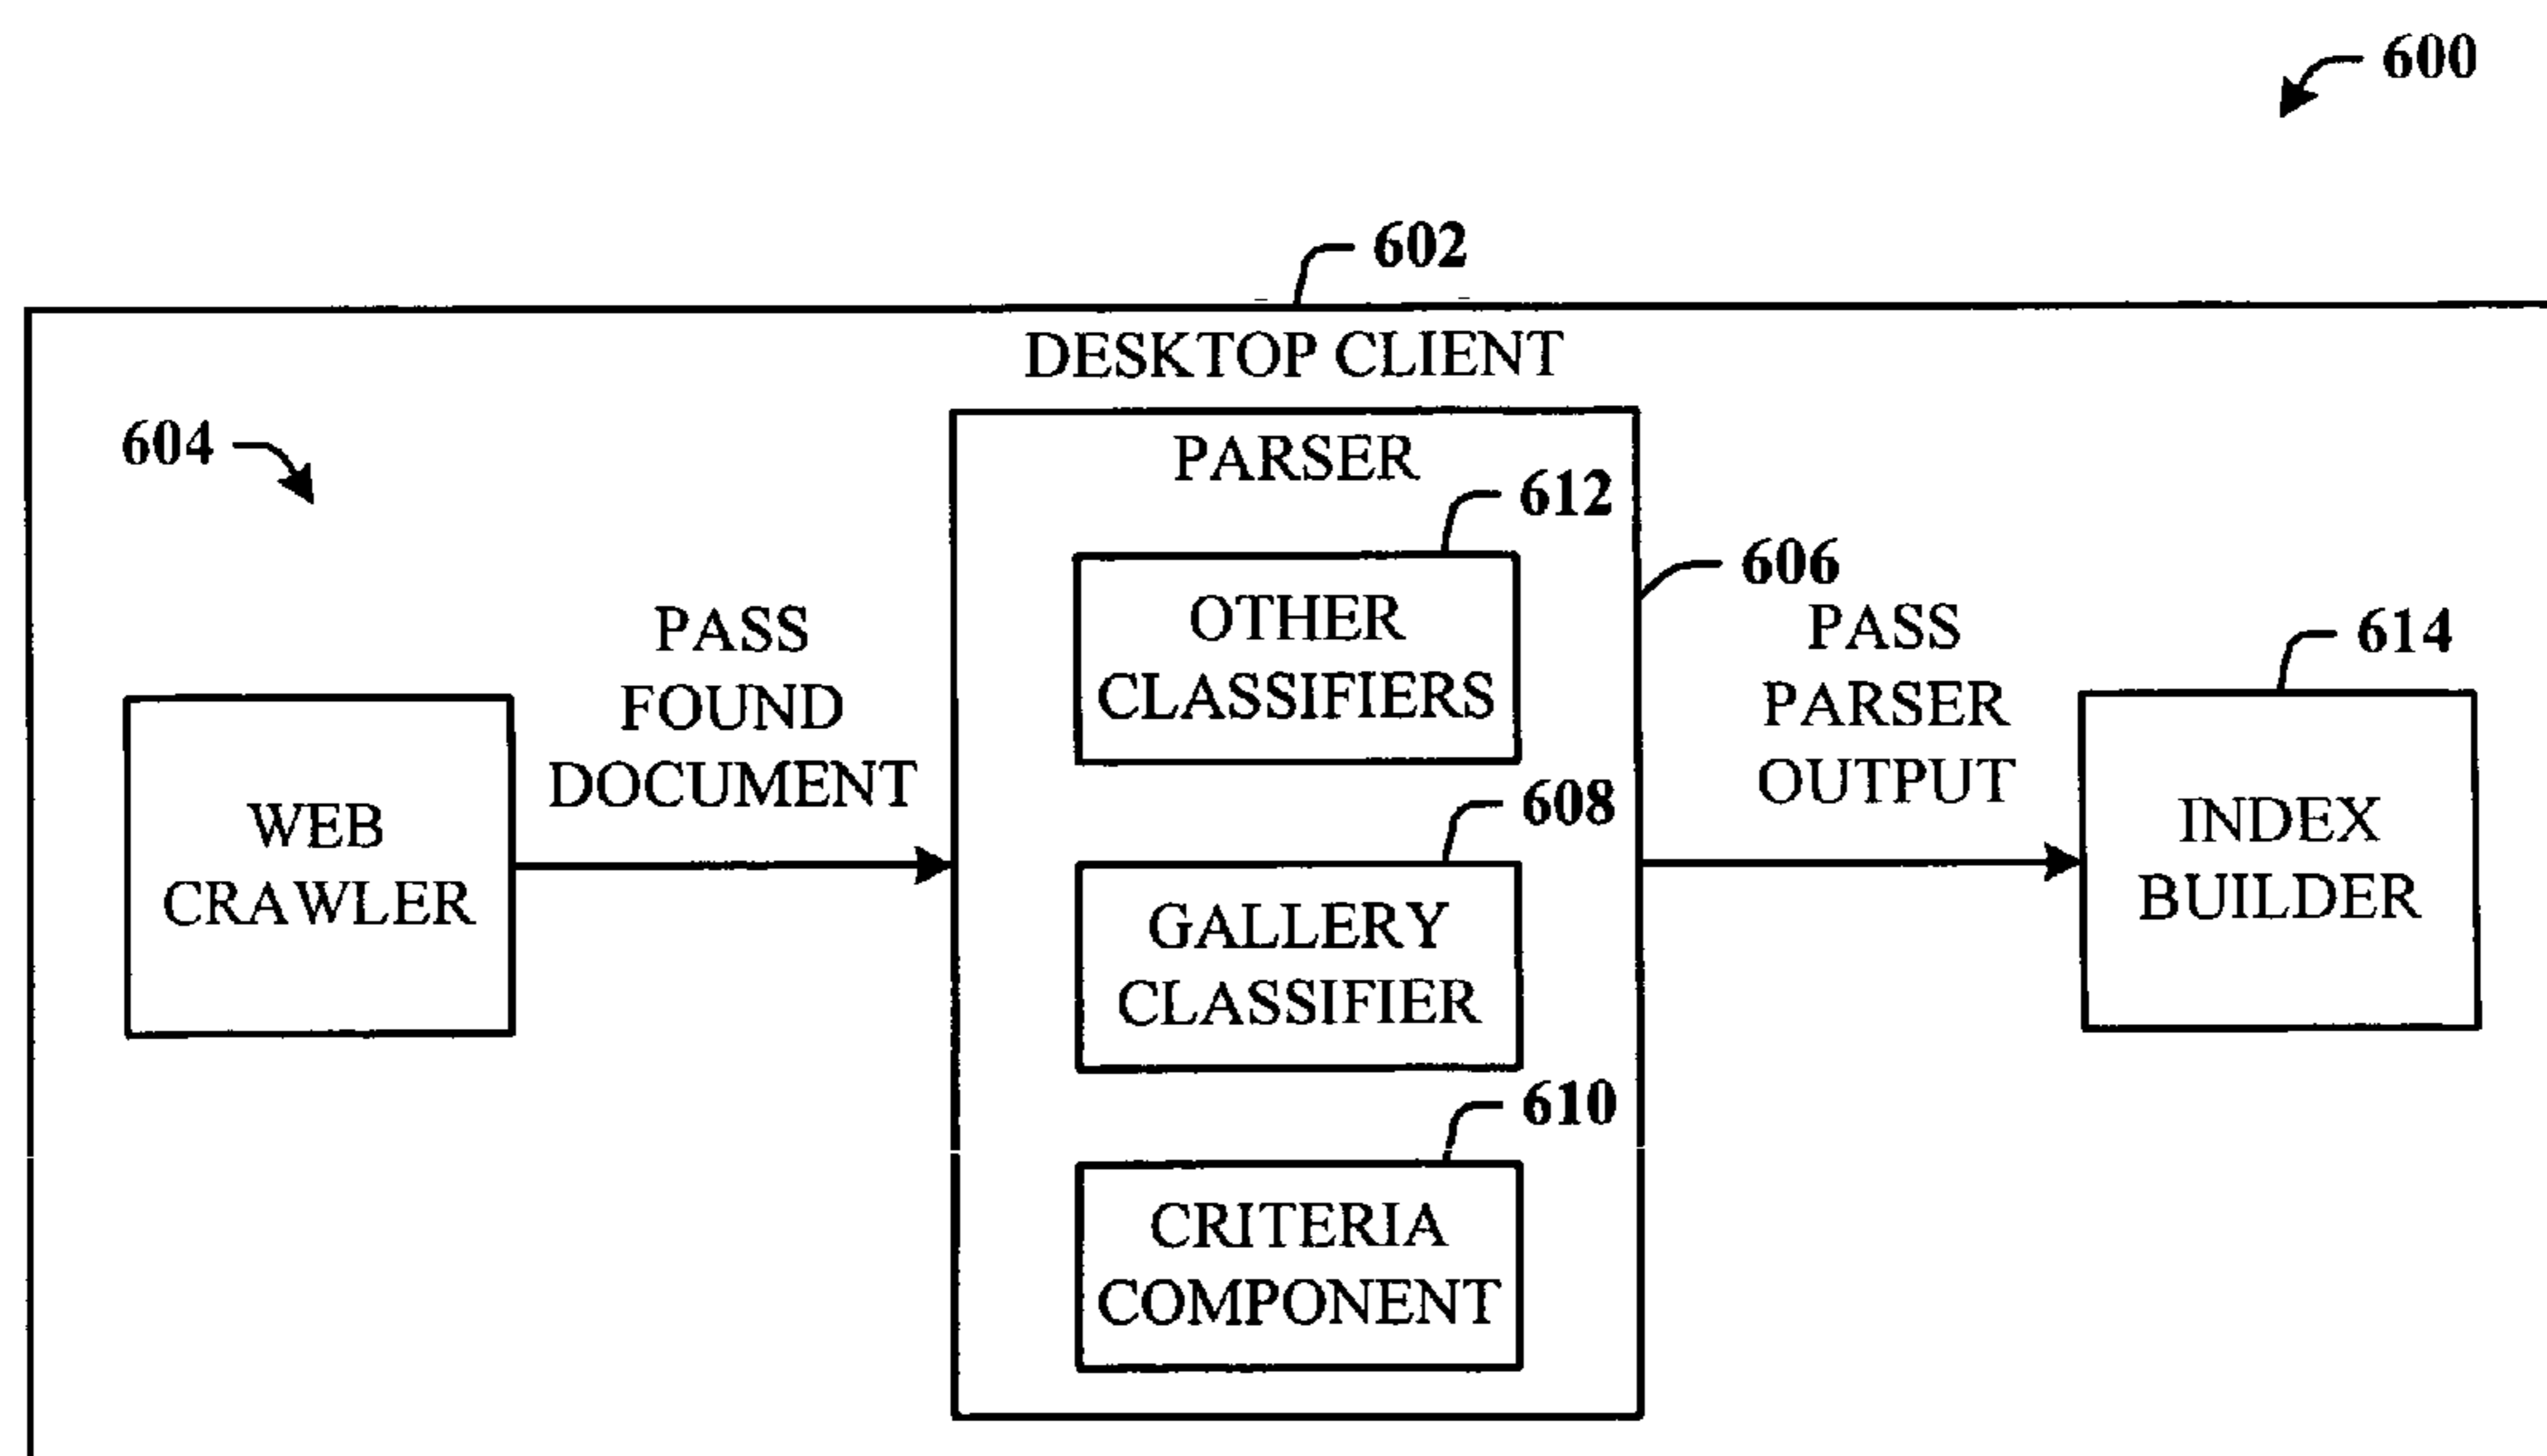 600
602
DESKTOP CLIENT
604
PARSER
612
OTHER
CLASSIFIERS
606
PASS
FOUND
DOCUMENT
PASS
PARSER
OUTPUT
614
WEB
CRAWLER
608
GALLERY
CLASSIFIER
INDEX
BUILDER
610
CRITERIA
COMPONENT